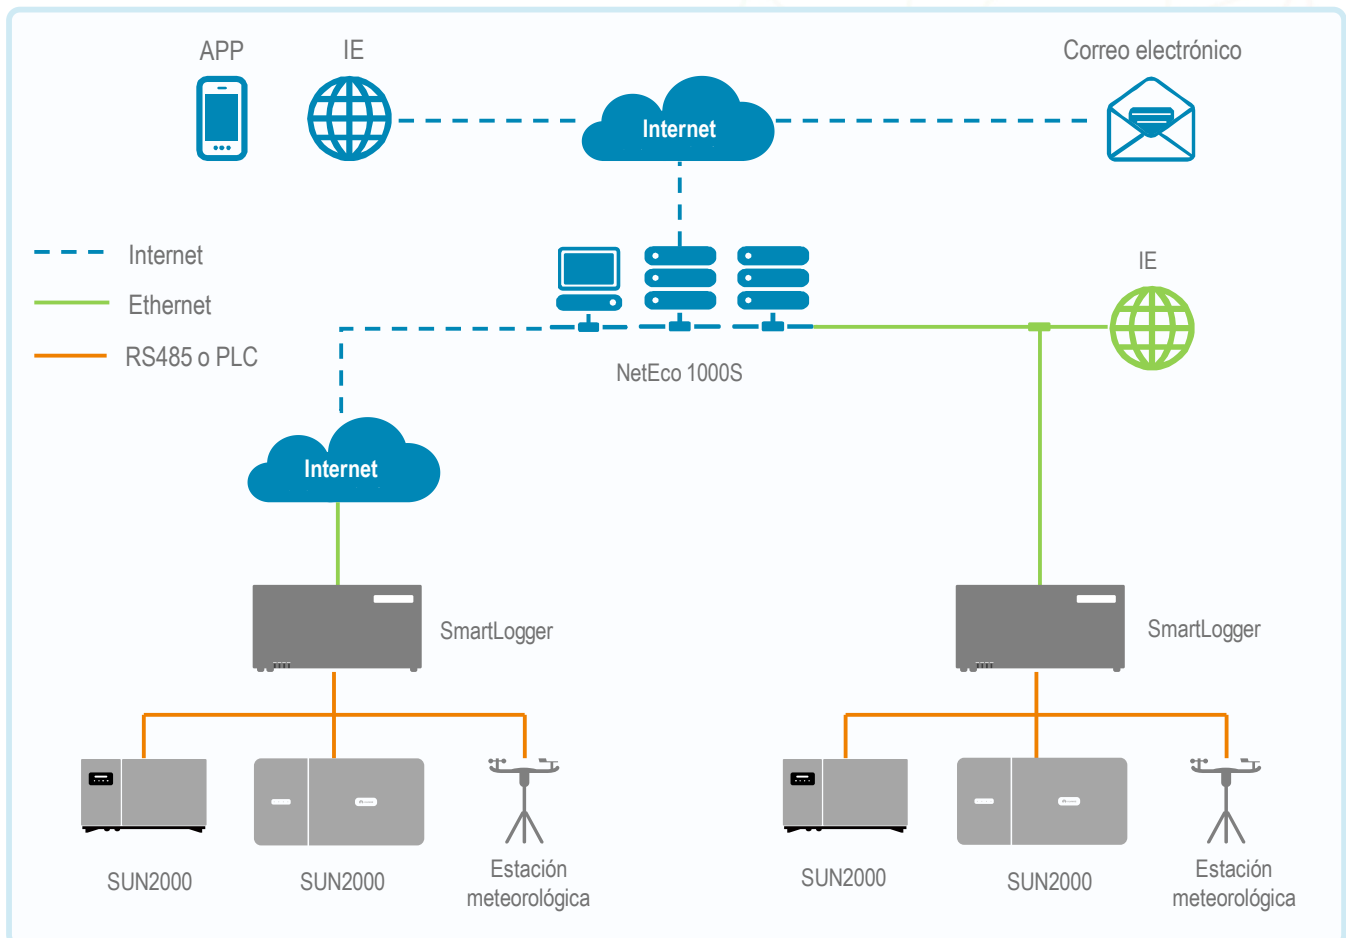 APP
IE
Correo electrónico
Internet
Internet
Ethernet
RS485 o PLC
IE
NetEco 1000S
Internet
SmartLogger
SmartLogger
SUN2000
SUN2000
Estación
meteorológica
SUN2000
SUN2000
Estación
meteorológica